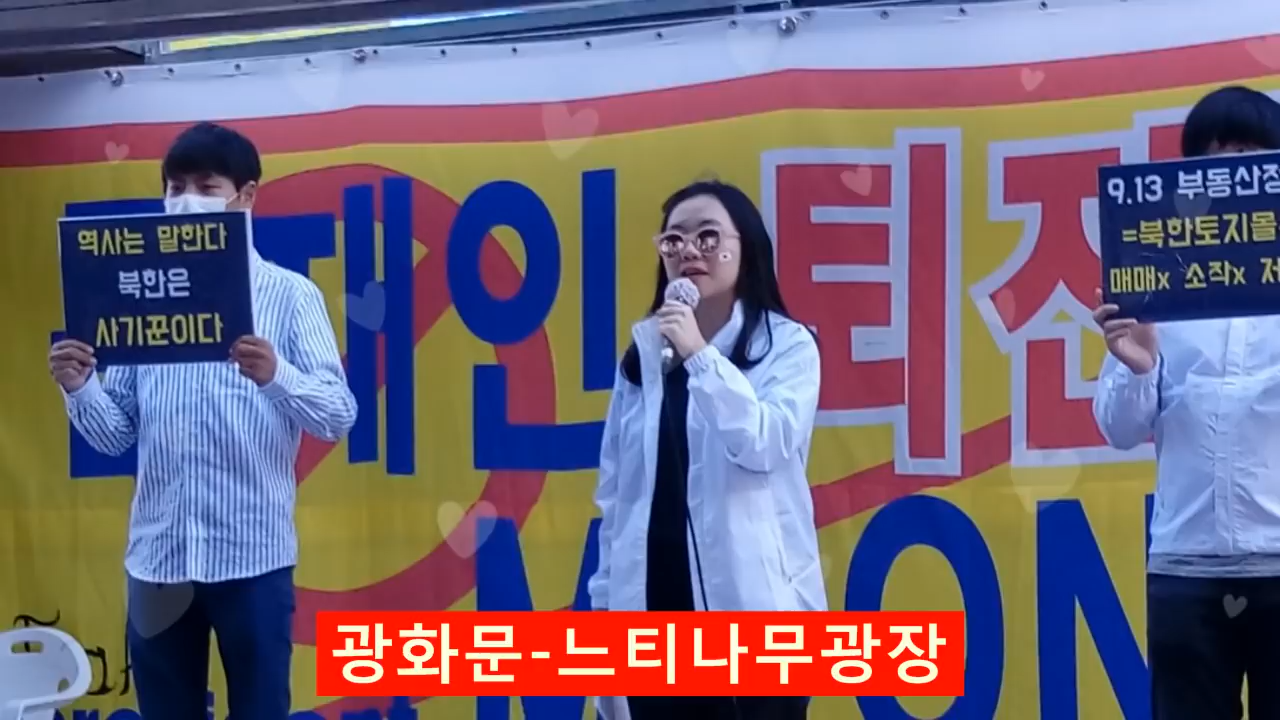 재인 퇴진
역사는 말한다
북한은
사기꾼이다
9.13 부동산정
=북한토지몰
매매x 소작x 저
광화문-느티나무광장